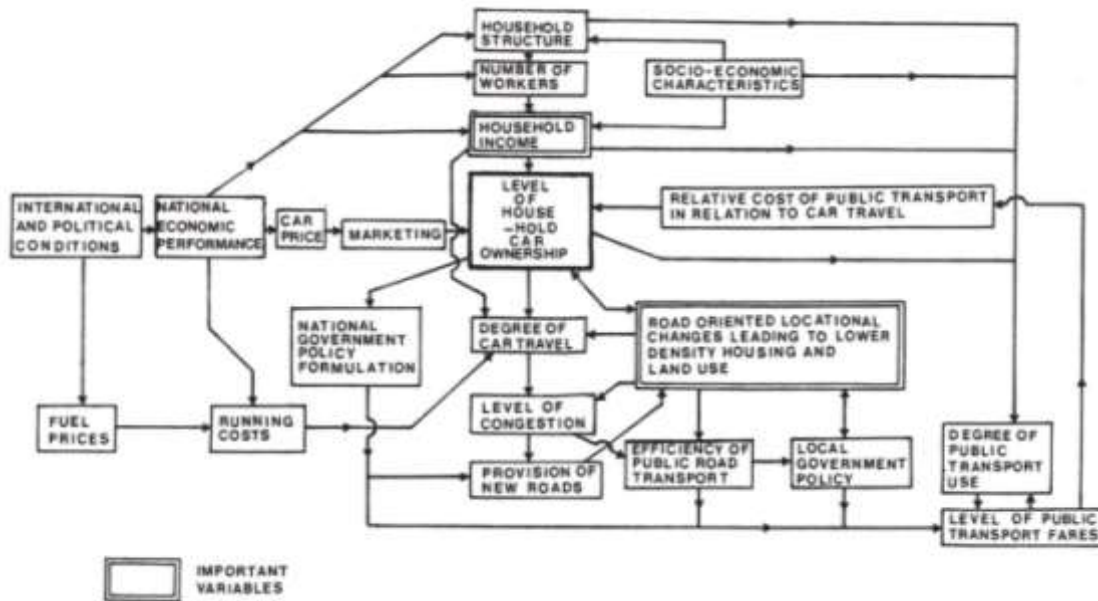 HOUSEHOLD
STRUCTURE
NUMBER OF
WORKERS
SOCIO-ECONOMIC
CHARACTERISTICS
HOUSEHOLD
INCOME
INTERNATIONAL
AND POLITICAL
CONDITIONS
NATIONAL
ECONOMIC
PERFORMANCE
CAR
PRICE
MARKETING
LEVEL
OF
HOUSE
-HOLD
CAR
OWNERSHIP
RELATIVE COST OF PUBLIC TRANSPORT
IN RELATION TO CAR TRAVEL
NATIONAL
GOVERNMENT
POLICY
FORMULATION
DEGREE OF
CAR TRAVEL
ROAD ORIENTED LOCATIONAL
CHANGES LEADING TO LOWER
DENSITY HOUSING AND
LAND USE
FUEL
PRICES
RUNNING
COSTS
LEVEL OF
CONGESTION
PROVISION OF
NEW ROADS
EFFICIENCY OF
PUBLIC ROAD
TRANSPORT
LOCAL
GOVERNMENT
POLICY
DEGREE OF
PUBLIC
TRANSPORT
USE
LEVEL OF PUBLIC
TRANSPORT FARES
IMPORTANT
VARIABLES